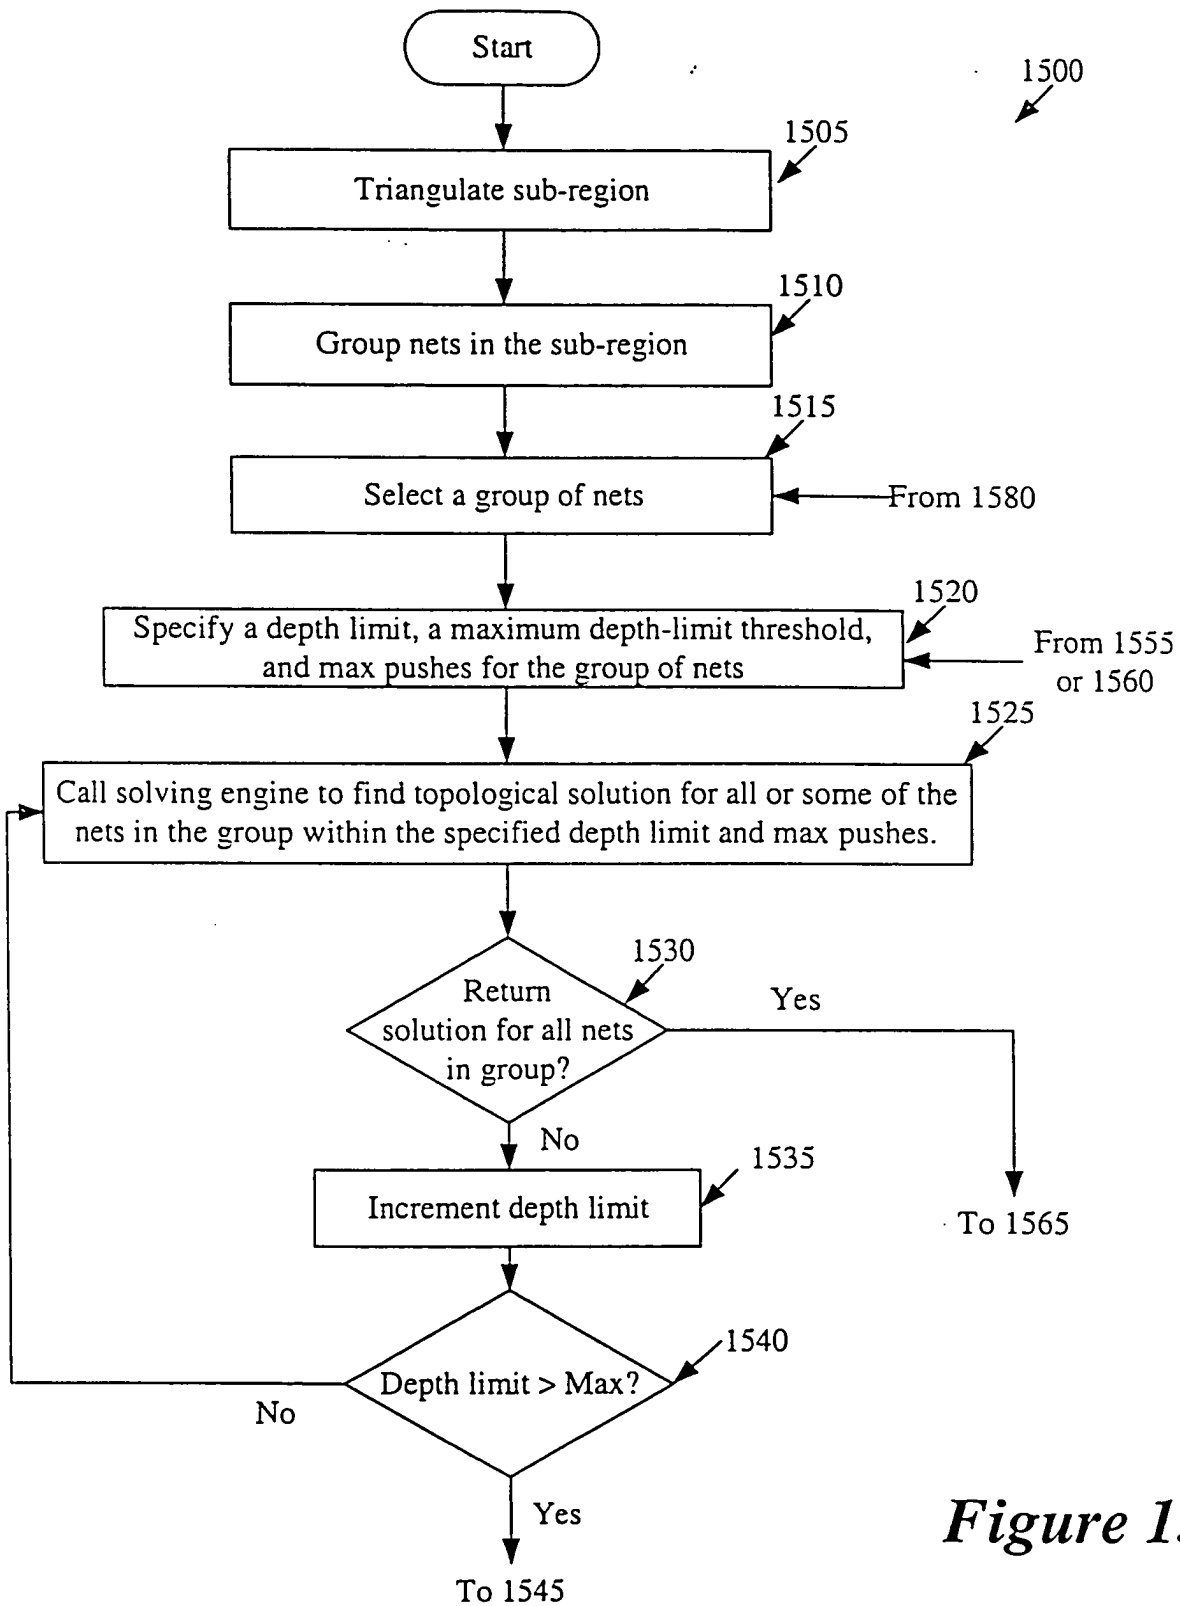 Start
1500
1505
Triangulate sub-region
1510
Group nets in the sub-region
1515
Select a group of nets
From 1580
1520
Specify a depth limit, a maximum depth-limit threshold,
and max pushes for the group of nets
From 1555
or 1560
1525
Call solving engine to find topological solution for all or some of the
nets in the group within the specified depth limit and max pushes.
1530
Return
solution for all nets
in group?
Yes
No
1535
Increment depth limit
To 1565
1540
Depth limit > Max?
No
Yes
To 1545
Figure 1